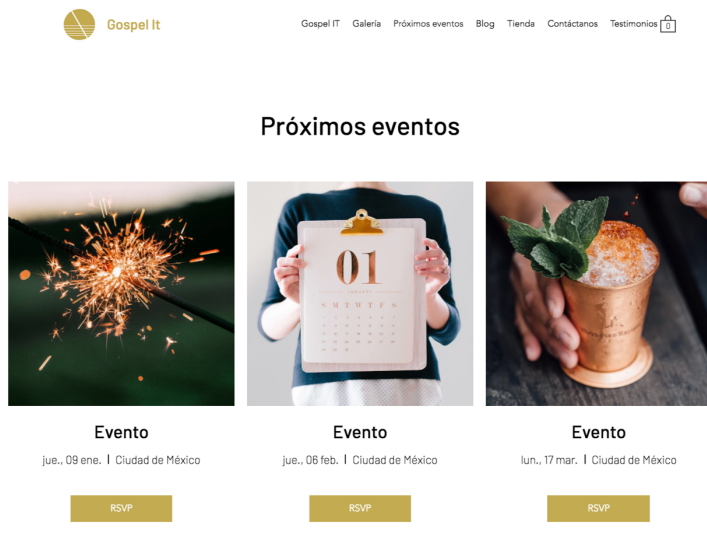 Gospel It
Gospel IT Galería Próximos eventos Blog Tienda Contáctanos Testimonios 0
Próximos eventos
01
JANUARY
S M T W T F S
Evento
jue., 09 ene. | Ciudad de México
RSVP
Evento
jue., 06 feb. | Ciudad de México
RSVP
Evento
lun., 17 mar. | Ciudad de México
RSVP